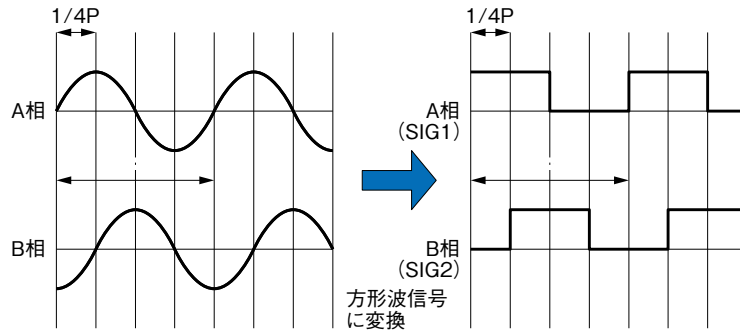 1/4P
1/4P
A相
A相
(SIG1)
B相
B相
(SIG2)
方形波信号
に変換